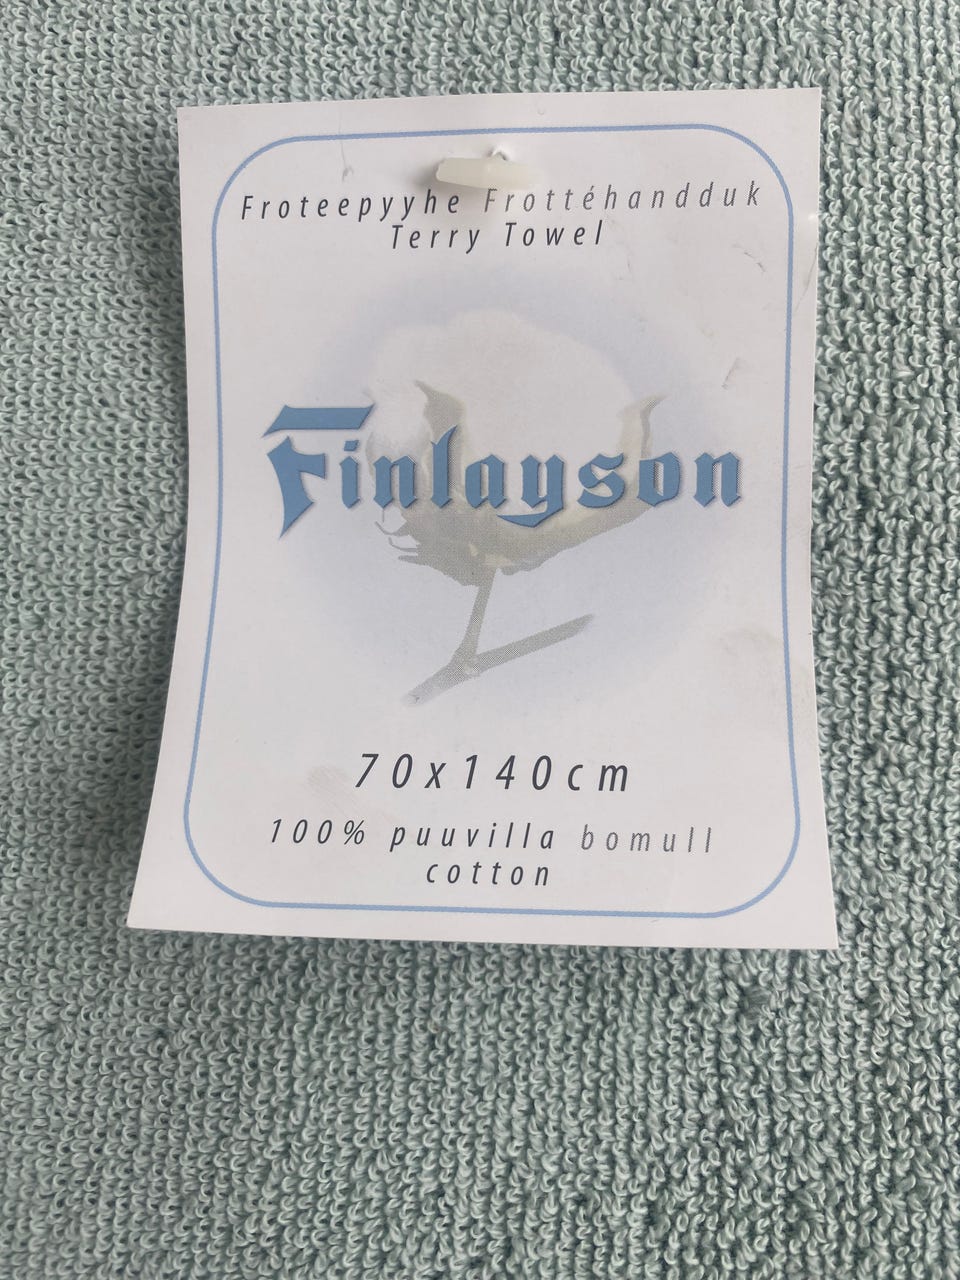 Froteepyyhe Frottéhandduk
Terry Towel
Finlayson
70x140cm
100% puuvilla bomull
cotton